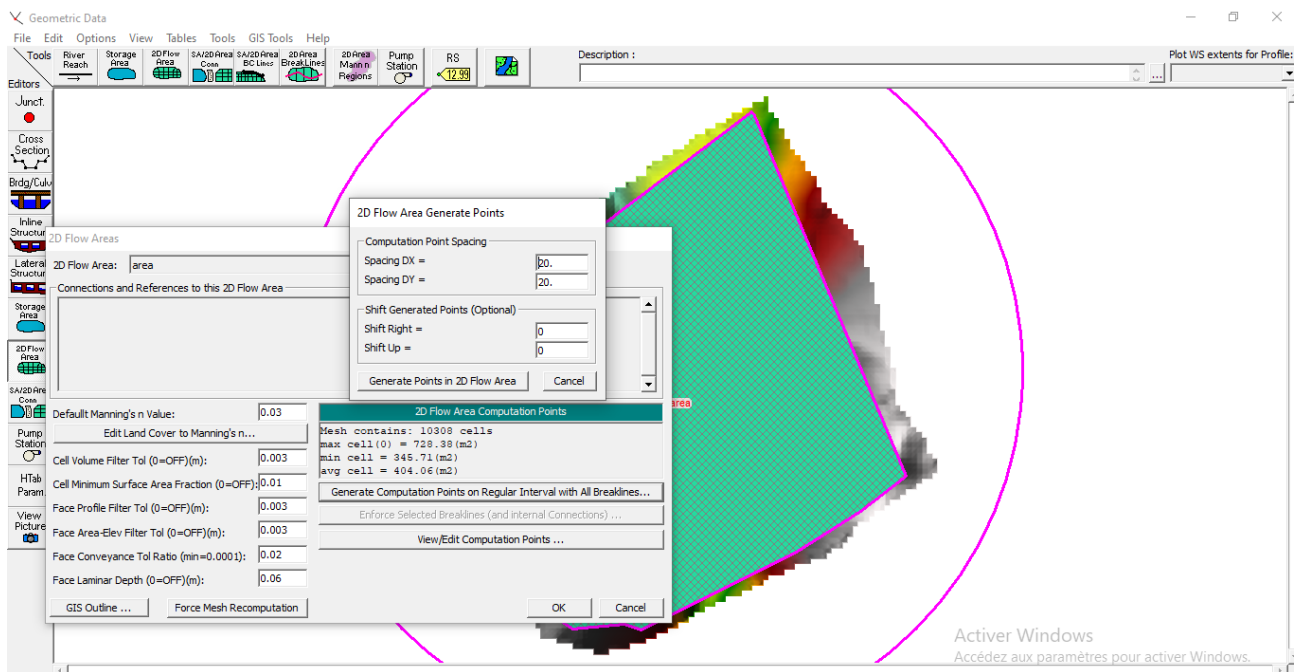 Geometric Data
File Edit Options View Tables Tools GIS Tools Help
Tools
Editors
River
Reach
Storage
Area
2DFlow
Area
SA/2D Area
Conn
SA/2D Area
BC Lines
2D Area
BreakLines
2D Area
Mann n
Regions
Pump
Station
RS
12.99
Description :
...
Plot WS extents for Profile:
Junct.
Cross
Section
Brdg/Culv
Inline
Structur
Lateral
Structur
Storage
Area
2DFlow
Area
SA/2D Are
Conn
Pump
Station
HTab
Param.
View
Picture
2D Flow Areas
2D Flow Area: area
Connections and References to this 2D Flow Area
Defaullt Manning's n Value: 0.03
Edit Land Cover to Manning's n...
Cell Volume Filter Tol (0=OFF)(m): 0.003
Cell Minimum Surface Area Fraction (0=OFF): 0.01
Face Profile Filter Tol (0=OFF)(m): 0.003
Face Area-Elev Filter Tol (0=OFF)(m): 0.003
Face Conveyance Tol Ratio (min=0.0001): 0.02
Face Laminar Depth (0=OFF)(m): 0.06
GIS Outline ... Force Mesh Recomputation
2D Flow Area Computation Points
Mesh contains: 10308 cells
max cell(0) = 728.38(m2)
min cell = 345.71(m2)
avg cell = 404.06(m2)
Generate Computation Points on Regular Interval with All Breaklines...
Enforce Selected Breaklines (and internal Connections) ...
View/Edit Computation Points ...
OK Cancel
2D Flow Area Generate Points
Computation Point Spacing
Spacing DX = 20.
Spacing DY = 20.
Shift Generated Points (Optional)
Shift Right = 0
Shift Up = 0
Generate Points in 2D Flow Area Cancel
area
Activer Windows
Accédez aux paramètres pour activer Windows.